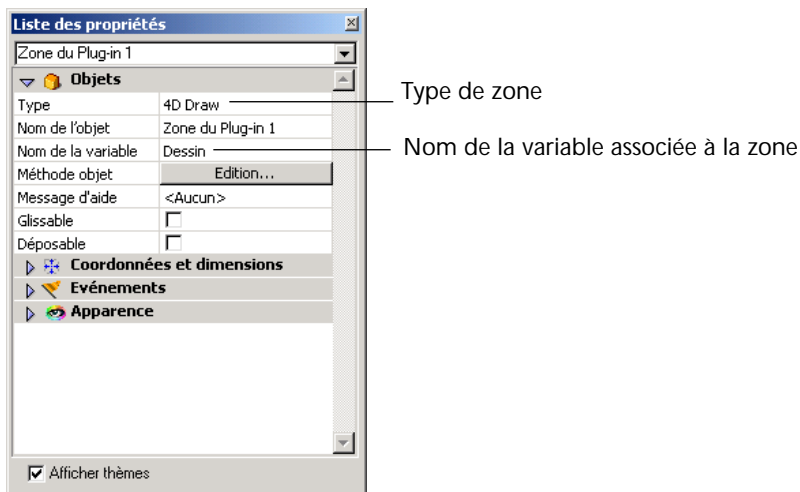 Liste des propriétés
Zone du Plug-in 1
Objets
Type 4D Draw
Type de zone
Nom de l'objet Zone du Plug-in 1
Nom de la variable Dessin
Nom de la variable associée à la zone
Méthode objet Edition...
Message d'aide <Aucun>
Glissable
Déposable
Coordonnées et dimensions
Evénements
Apparence
Afficher thèmes